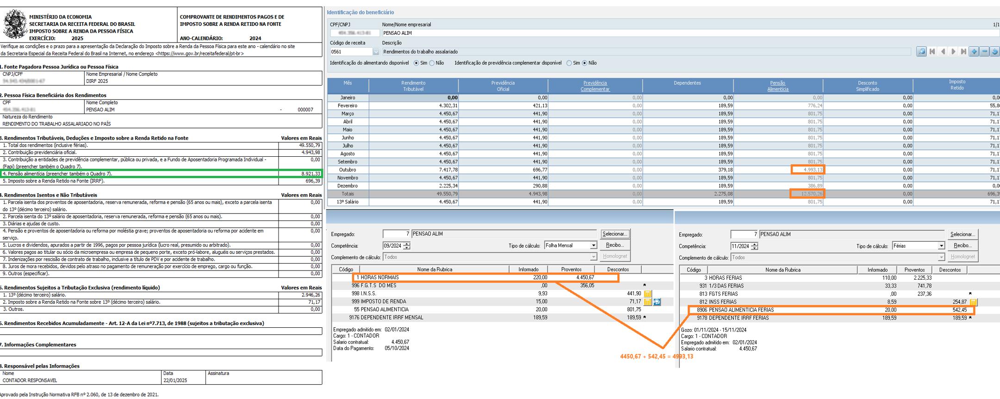 MINISTÉRIO DA ECONOMIA
SECRETARIA DA RECEITA FEDERAL DO BRASIL
IMPOSTO SOBRE A RENDA DA PESSOA FÍSICA
EXERCÍCIO: 2025
COMPROVANTE DE RENDIMENTOS PAGOS E DE
IMPOSTO SOBRE A RENDA RETIDO NA FONTE
ANO-CALENDÁRIO: 2024
Verifique as condições e o prazo para a apresentação da Declaração do Imposto sobre a Renda da Pessoa Física para este ano - calendário no site
da Secretaria Especial da Receita Federal do Brasil na Internet, no endereço <https://www.gov.br/receitafederal/pt-br>
1. Fonte Pagadora Pessoa Jurídica ou Pessoa Física
CNPJ/CPF Nome Empresarial / Nome Completo
DIRF 2025
2. Pessoa Física Beneficiária dos Rendimentos
CPF Nome Completo
PENSAO ALIM - 000007
Natureza do Rendimento
RENDIMENTO DO TRABALHO ASSALARIADO NO PAÍS
3. Rendimentos Tributáveis, Deduções e Imposto sobre a Renda Retido na Fonte Valores em Reais
1. Total dos rendimentos (inclusive férias). 49.550,79
2. Contribuição previdenciária oficial. 4.943,98
3. Contribuição a entidades de previdência complementar, pública ou privada, e a Fundo de Aposentadoria Programada Individual - 0,00
(Fapi) (preencher também o Quadro 7).
4. Pensão alimentícia (preencher também o Quadro 7). 8.921,33
5. Imposto sobre a Renda Retido na Fonte (IRRF). 696,39
4. Rendimentos Isentos e Não Tributáveis Valores em Reais
1. Parcela isenta dos proventos de aposentadoria, reserva remunerada, reforma e pensão (65 anos ou mais), exceto a parcela isenta 0,00
do 13º (décimo terceiro) salário.
2. Parcela isenta do 13º salário de aposentadoria, reserva remunerada, reforma e pensão (65 anos ou mais). 0,00
3. Diárias e ajudas de custo. 0,00
4. Pensão e proventos de aposentadoria ou reforma por moléstia grave; proventos de aposentadoria ou reforma por acidente em 0,00
serviço.
5. Lucros e dividendos, apurados a partir de 1996, pagos por pessoa jurídica (lucro real, presumido ou arbitrado). 0,00
6. Valores pagos ao titular ou sócio da microempresa ou empresa de pequeno porte, exceto pró-labore, aluguéis ou serviços prestados. 0,00
7. Indenizações por rescisão de contrato de trabalho, inclusive a título de PDV e por acidente de trabalho. 0,00
8. Juros de mora recebidos, devidos pelo atraso no pagamento de remuneração por exercício de emprego, cargo ou função. 0,00
9. Outros (especificar). 0,00
5. Rendimentos Sujeitos a Tributação Exclusiva (rendimento líquido) Valores em Reais
1. 13º (décimo terceiro) salário. 2.946,26
2. Imposto sobre a Renda Retido na Fonte sobre 13º (décimo terceiro) salário. 71,17
3. Outros. 0,00
6. Rendimentos Recebidos Acumuladamente - Art. 12-A da Lei nº7.713, de 1988 (sujeitos a tributação exclusiva)
7. Informações Complementares
8. Responsável pelas Informações
Nome Data Assinatura
CONTADOR RESPONSAVEL 22/01/2025
Aprovado pela Instrução Normativa RFB nº 2.060, de 13 de dezembro de 2021.
Identificação do beneficiário
CPF/CNPJ Nome/Nome empresarial 1/1
PENSAO ALIM
Código de receita Descrição
0561 Rendimentos do trabalho assalariado
Identificação do alimentando disponível Sim Não Identificação de previdência complementar disponível Sim Não
Mês Rendimento Tributável Previdência Oficial Previdência Complementar Dependentes Pensão Alimentícia Desconto Simplificado Imposto Retido
Janeiro 0,00 0,00 0,00 0,00 0,00 0,00 0,00
Fevereiro 4.302,31 421,13 0,00 189,59 776,24 0,00 55,86
Março 4.450,67 441,90 0,00 189,59 801,75 0,00 71,17
Abril 4.450,67 441,90 0,00 189,59 801,75 0,00 71,17
Maio 4.450,67 441,90 0,00 189,59 801,75 0,00 71,17
Junho 4.450,67 441,90 0,00 189,59 801,75 0,00 71,17
Julho 4.450,67 441,90 0,00 189,59 801,75 0,00 71,17
Agosto 4.450,67 441,90 0,00 189,59 801,75 0,00 71,17
Setembro 4.450,67 441,90 0,00 189,59 801,75 0,00 71,17
Outubro 7.417,78 696,77 0,00 379,18 4.993,13 0,00 71,17
Novembro 4.450,67 441,90 0,00 189,59 801,75 0,00 71,17
Dezembro 2.225,34 290,88 0,00 189,59 386,89 0,00 0,00
Totais 49.550,79 4.943,98 0,00 2.275,08 12.570,26 0,00 696,39
13º Salário 4.450,67 441,90 0,00 189,59 801,75 0,00 71,17
Empregado: 7 PENSAO ALIM Selecionar...
Competência: 09/2024 Tipo de cálculo: Folha Mensal Recibo...
Complemento de cálculo: Todos Homolognet
Código Nome da Rubrica Informado Proventos Descontos
1 HORAS NORMAIS 220,00 4.450,67
996 F.G.T.S DO MES ,00 356,05 *
998 I.N.S.S. 9,93 441,90
999 IMPOSTO DE RENDA 15,00 71,17
55 PENSAO ALIMENTICIA 20,00 801,75
9176 DEPENDENTE IRRF MENSAL 189,59 189,59 *
Empregado admitido em: 02/01/2024
Cargo: 1 - CONTADOR
Salario contratual: 4.450,67
Data do Pagamento: 05/10/2024
Empregado: 7 PENSAO ALIM Selecionar...
Competência: 11/2024 Tipo de cálculo: Férias Recibo...
Complemento de cálculo: Todos Homolognet
Código Nome da Rubrica Informado Proventos Descontos
3 HORAS FERIAS 110,00 2.225,33
931 1/3 DAS FERIAS 33,33 741,78
813 FGTS FERIAS ,00 237,36 *
812 INSS FERIAS 8,59 254,87
8906 PENSAO ALIMENTICIA FERIAS 20,00 542,45
9178 DEPENDENTE IRRF FERIAS 189,59 189,59 *
Gozo: 01/11/2024 - 15/11/2024
Cargo: 1 - CONTADOR
Empregado admitido em: 02/01/2024
Salario contratual: 4.450,67
4450,67 + 542,45 = 4993,13